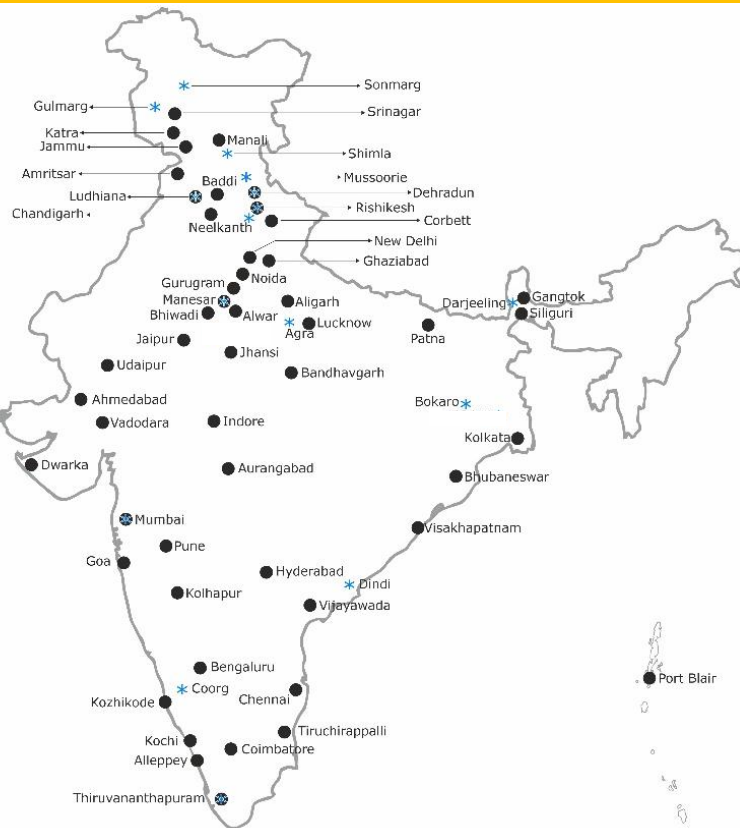 Sonmarg
Gulmarg
Srinagar
Katra
Manali
Jammu
Shimla
Amritsar
Mussoorie
Baddi
Dehradun
Ludhiana
Rishikesh
Chandigarh
Corbett
Neelkanth
New Delhi
Ghaziabad
Noida
Gurugram
Manesar
Aligarh
Darjeeling
Gangtok
Bhiwadi
Alwar
Siliguri
Lucknow
Agra
Jaipur
Patna
Jhansi
Udaipur
Bandhavgarh
Ahmedabad
Bokaro
Vadodara
Indore
Kolkata
Dwarka
Aurangabad
Bhubaneswar
Mumbai
Visakhapatnam
Pune
Goa
Hyderabad
Dindi
Kolhapur
Vijayawada
Bengaluru
Port Blair
Coorg
Chennai
Kozhikode
Tiruchirappalli
Kochi
Coimbatore
Alleppey
Thiruvananthapuram